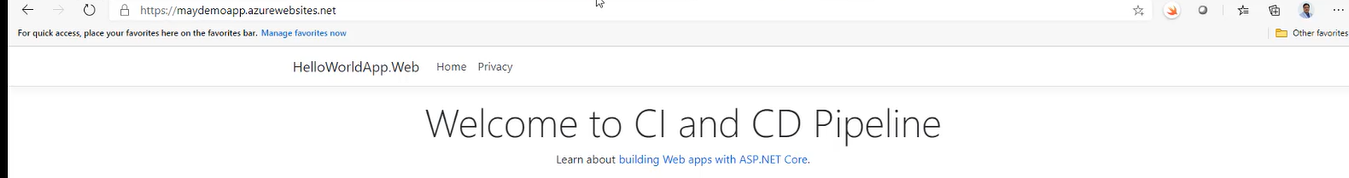 https://maydemoapp.azurewebsites.net
For quick access, place your favorites here on the favorites bar. Manage favorites now
Other favorites
HelloWorldApp.Web Home Privacy
Welcome to CI and CD Pipeline
Learn about building Web apps with ASP.NET Core.